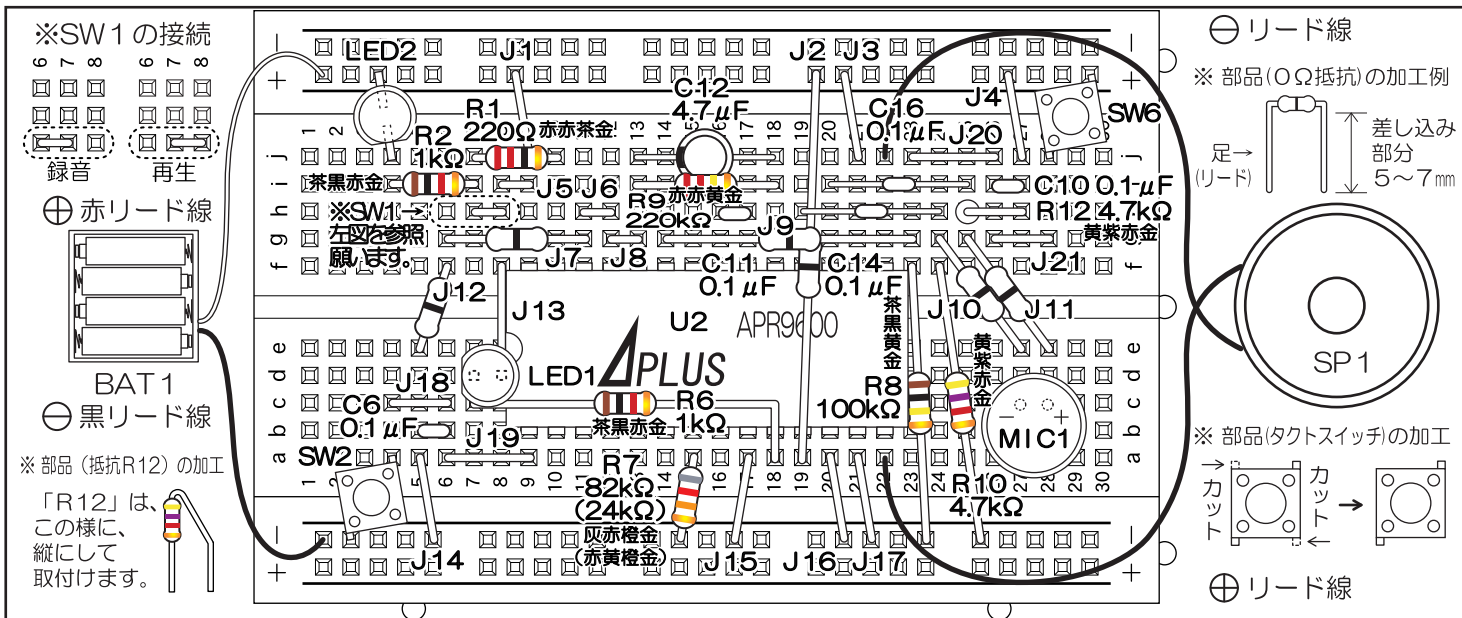 ※SW1の接続
6 7 8
6 7 8
録音
再生
⊕ 赤リード線
BAT1
⊖ 黒リード線
※ 部品 (抵抗R12) の加工
「R12」は、
この様に、
縦にして
取付けます。
LED2
J1
J2
J3
J4
SW6
C12
4.7μF
C16
0.1μF
J20
R1
220Ω
赤赤茶金
R2
1kΩ
茶黒赤金
J5
J6
R9
220kΩ
赤赤黄金
C10 0.1μF
R12 4.7kΩ
黄紫赤金
※SW1→
左図を参照
願います。
J7
J8
J9
J21
C11
0.1μF
C14
0.1μF
J12
J13
J10
J11
U2
APR9600
APLUS
茶黒黄金
黄紫赤金
LED1
J18
R8
100kΩ
C6
0.1μF
R6
1kΩ
茶黒赤金
MIC1
- +
J19
SW2
R7
82kΩ
(24kΩ)
灰赤橙金
(赤黄橙金)
R10
4.7kΩ
J14
J15
J16
J17
j
i
h
g
f
e
d
c
b
a
⊖ リード線
※ 部品(0Ω抵抗)の加工例
足→
(リード)
差し込み
部分
5~7mm
SP1
※ 部品(タクトスイッチ)の加工
カット
カット
→
⊕ リード線